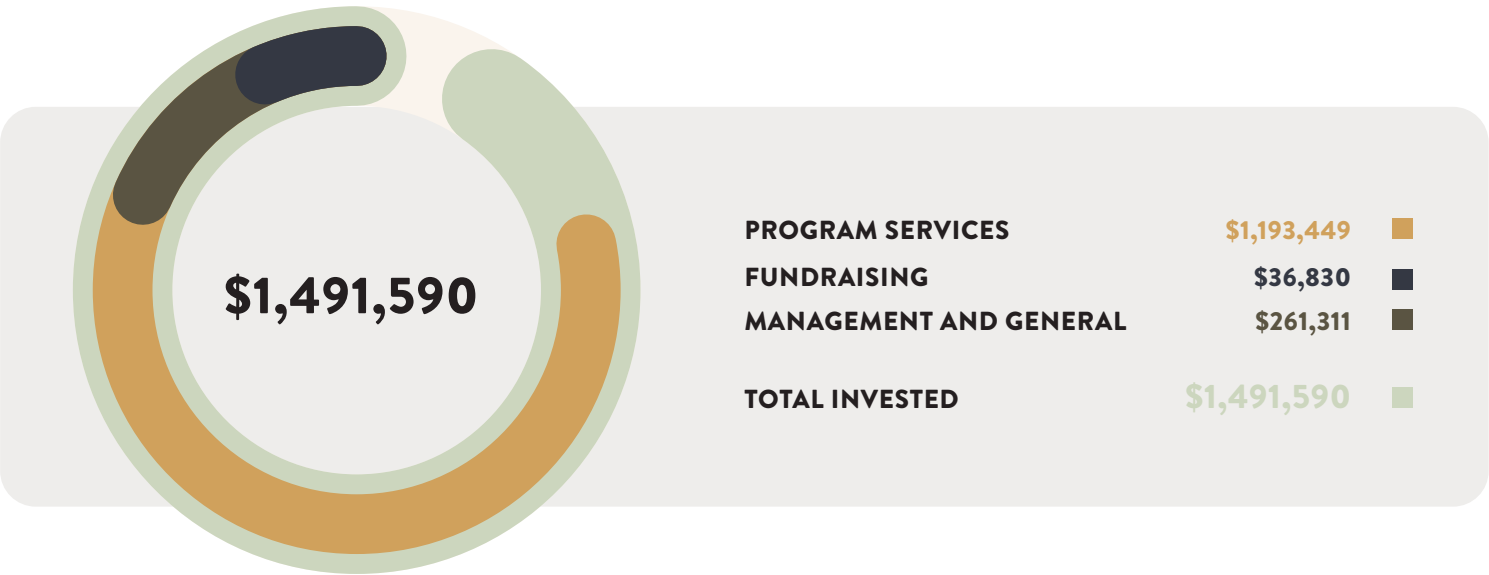 $1,491,590
PROGRAM SERVICES $1,193,449
FUNDRAISING $36,830
MANAGEMENT AND GENERAL $261,311
TOTAL INVESTED $1,491,590